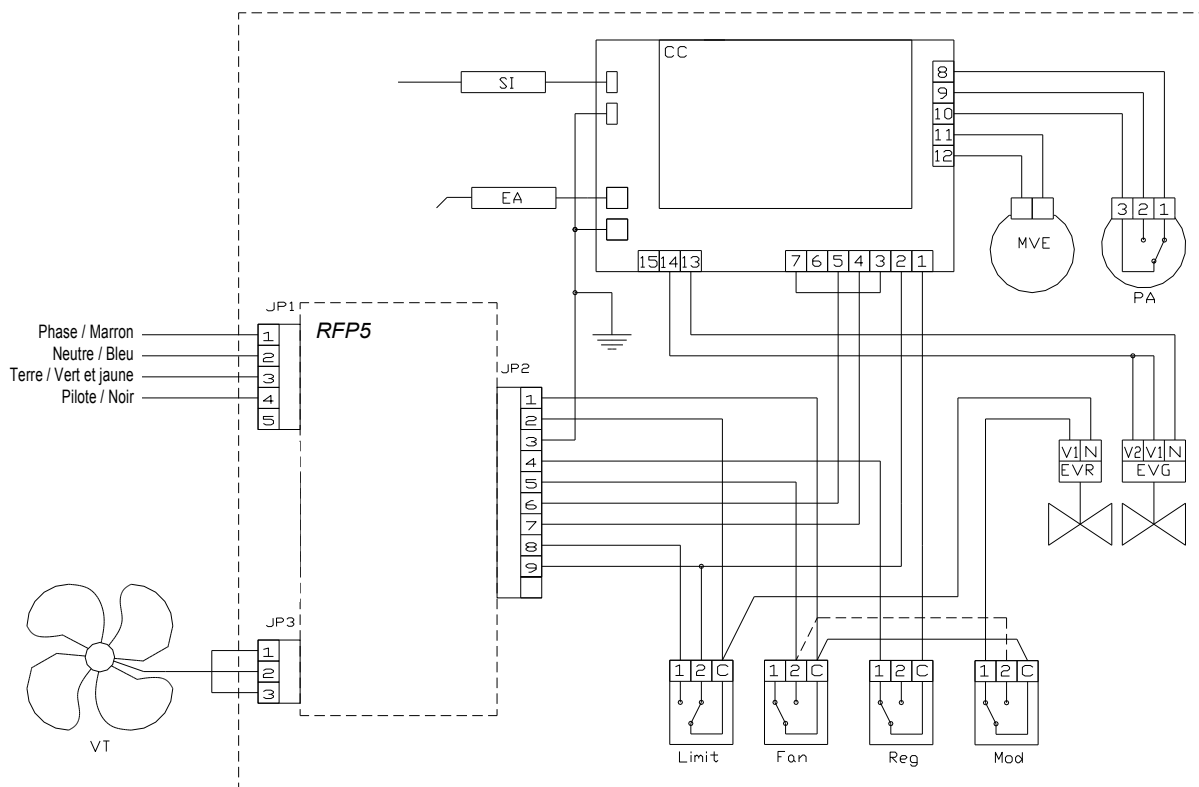 CC
SI
8
9
10
11
12
EA
MVE
3 2 1
PA
15 14 13
7 6 5 4 3 2 1
JP1
RFP5
Phase / Marron
1
Neutre / Bleu
2
Terre / Vert et jaune
3
Pilote / Noir
4
5
JP2
1
2
3
4
5
6
7
8
9
V1 N
EVR
V2 V1 N
EVG
JP3
1
2
3
VT
1 2 C
Limit
1 2 C
Fan
1 2 C
Reg
1 2 C
Mod